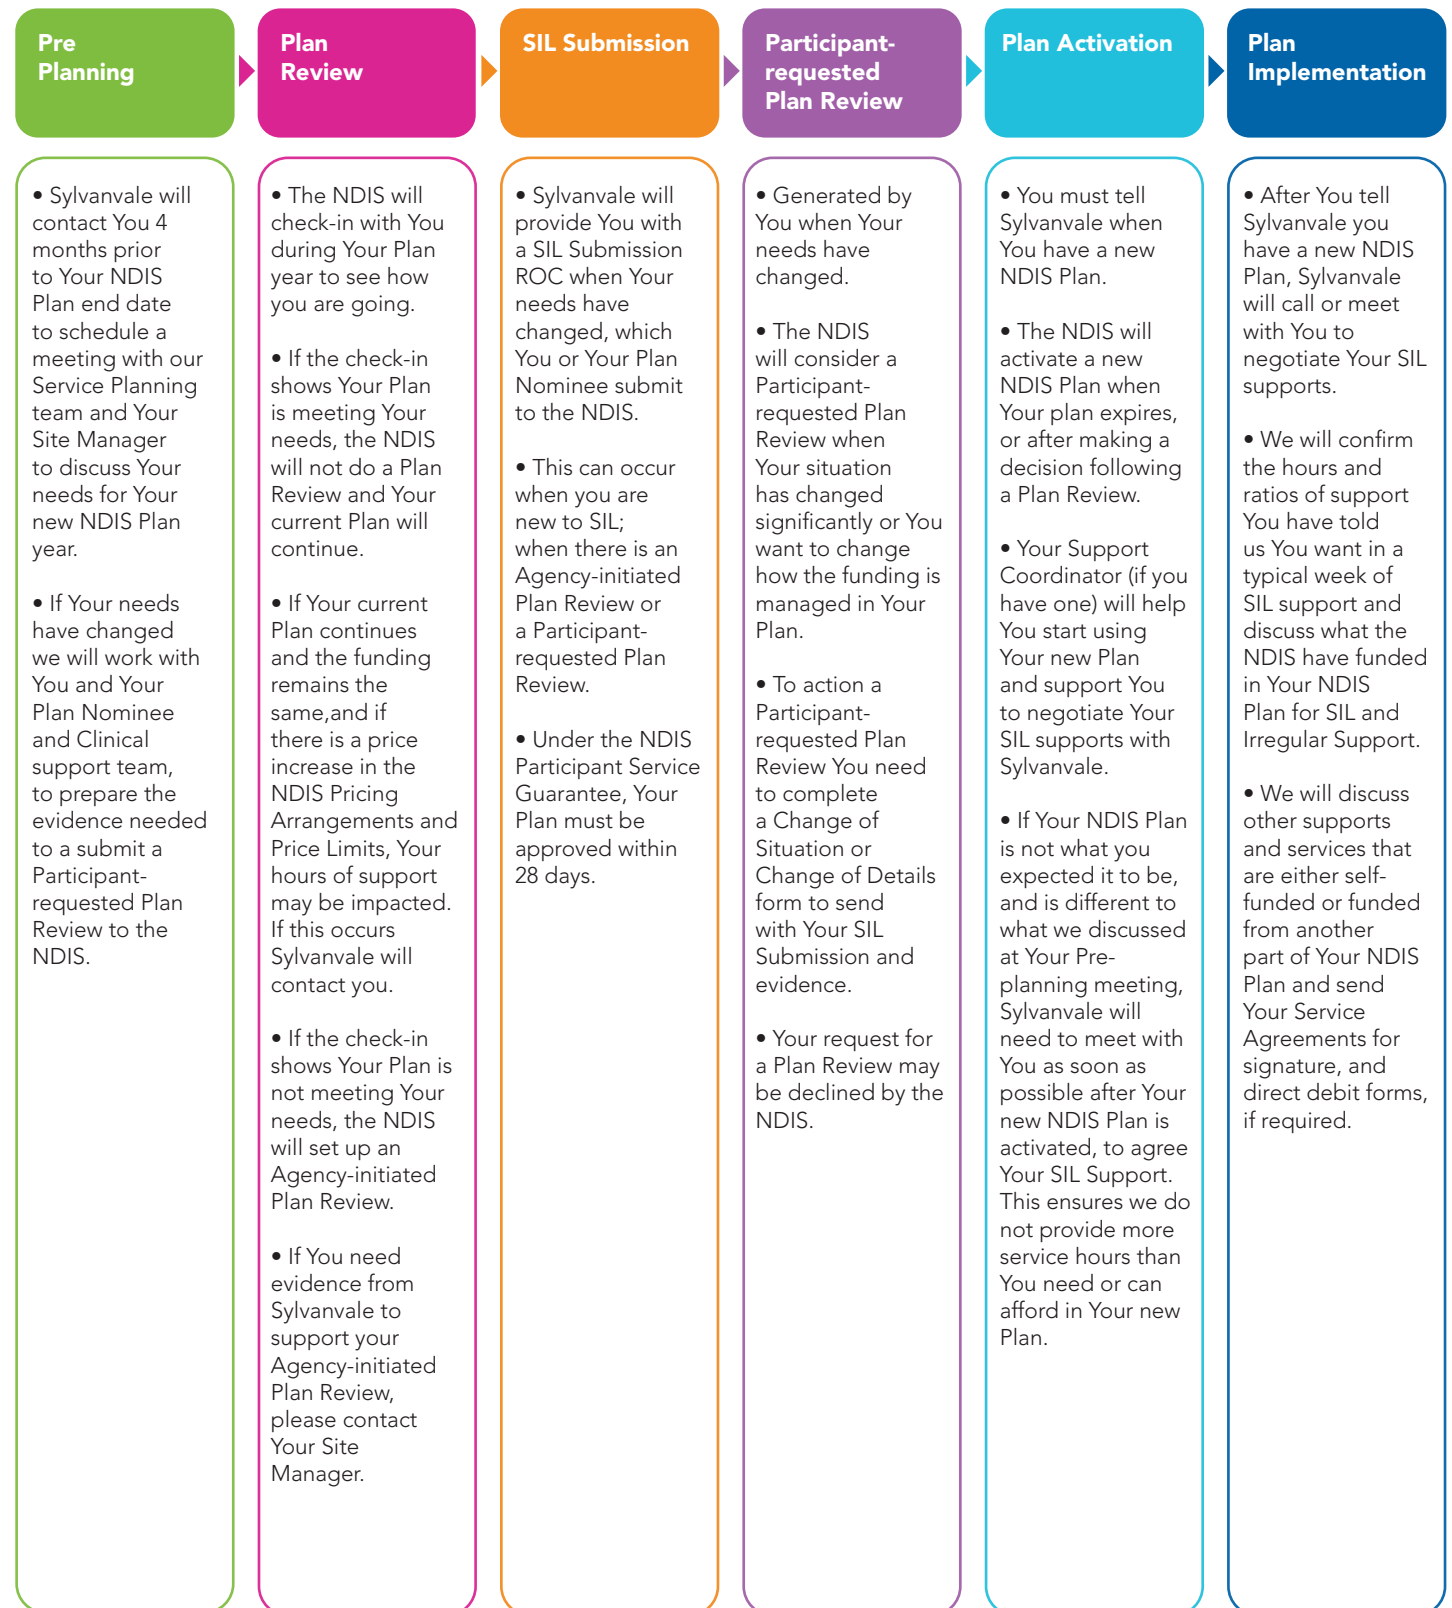 Pre
Planning
Plan
Review
SIL Submission
Participant-
requested
Plan Review
Plan Activation
Plan
Implementation
• Sylvanvale will
contact You 4
months prior
to Your NDIS
Plan end date
to schedule a
meeting with our
Service Planning
team and Your
Site Manager
to discuss Your
needs for Your
new NDIS Plan
year.
• If Your needs
have changed
we will work with
You and Your
Plan Nominee
and Clinical
support team,
to prepare the
evidence needed
to a submit a
Participant-
requested Plan
Review to the
NDIS.
• The NDIS will
check-in with You
during Your Plan
year to see how
you are going.
• If the check-in
shows Your Plan
is meeting Your
needs, the NDIS
will not do a Plan
Review and Your
current Plan will
continue.
• If Your current
Plan continues
and the funding
remains the
same,and if
there is a price
increase in the
NDIS Pricing
Arrangements and
Price Limits, Your
hours of support
may be impacted.
If this occurs
Sylvanvale will
contact you.
• If the check-in
shows Your Plan is
not meeting Your
needs, the NDIS
will set up an
Agency-initiated
Plan Review.
• If You need
evidence from
Sylvanvale to
support your
Agency-initiated
Plan Review,
please contact
Your Site
Manager.
• Sylvanvale will
provide You with
a SIL Submission
ROC when Your
needs have
changed, which
You or Your Plan
Nominee submit
to the NDIS.
• This can occur
when you are
new to SIL;
when there is an
Agency-initiated
Plan Review or
a Participant-
requested Plan
Review.
• Under the NDIS
Participant Service
Guarantee, Your
Plan must be
approved within
28 days.
• Generated by
You when Your
needs have
changed.
• The NDIS
will consider a
Participant-
requested Plan
Review when
Your situation
has changed
significantly or You
want to change
how the funding is
managed in Your
Plan.
• To action a
Participant-
requested Plan
Review You need
to complete
a Change of
Situation or
Change of Details
form to send
with Your SIL
Submission and
evidence.
• Your request for
a Plan Review may
be declined by the
NDIS.
• You must tell
Sylvanvale when
You have a new
NDIS Plan.
• The NDIS will
activate a new
NDIS Plan when
Your plan expires,
or after making a
decision following
a Plan Review.
• Your Support
Coordinator (if you
have one) will help
You start using
Your new Plan
and support You
to negotiate Your
SIL supports with
Sylvanvale.
• If Your NDIS Plan
is not what you
expected it to be,
and is different to
what we discussed
at Your Pre-
planning meeting,
Sylvanvale will
need to meet with
You as soon as
possible after Your
new NDIS Plan is
activated, to agree
Your SIL Support.
This ensures we do
not provide more
service hours than
You need or can
afford in Your new
Plan.
• After You tell
Sylvanvale you
have a new NDIS
Plan, Sylvanvale
will call or meet
with You to
negotiate Your SIL
supports.
• We will confirm
the hours and
ratios of support
You have told
us You want in a
typical week of
SIL support and
discuss what the
NDIS have funded
in Your NDIS
Plan for SIL and
Irregular Support.
• We will discuss
other supports
and services that
are either self-
funded or funded
from another
part of Your NDIS
Plan and send
Your Service
Agreements for
signature, and
direct debit forms,
if required.